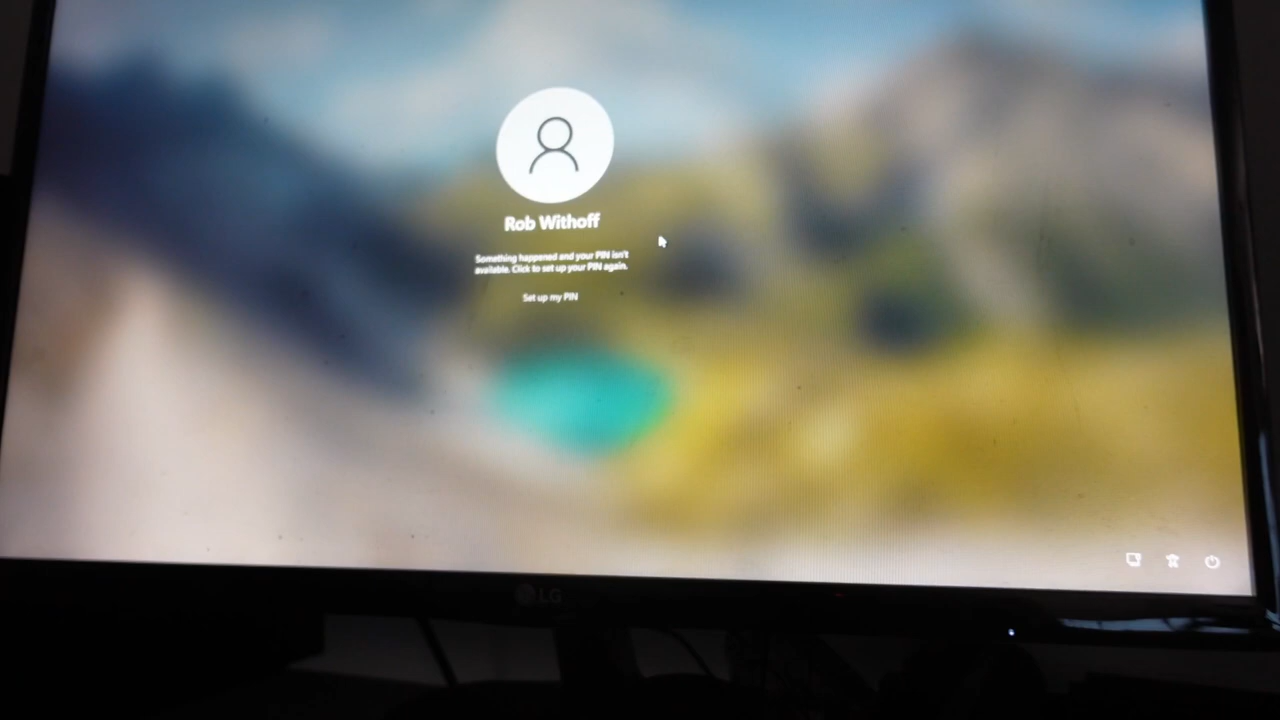 Rob Withoff
Something happened and your PIN isn't
available. Click to set up your PIN again.
Set up my PIN
LG